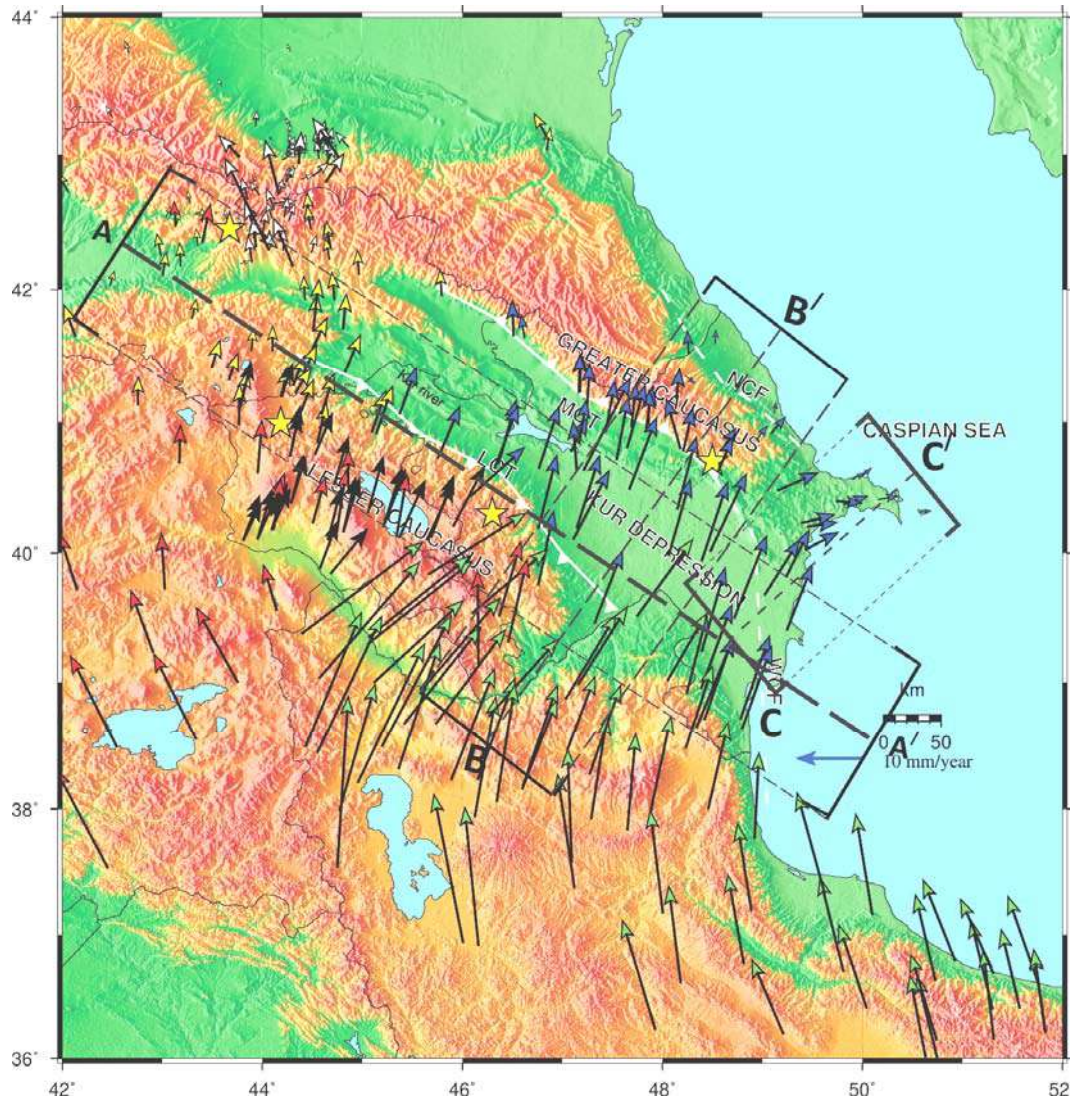 44°
42°
40°
38°
36°
42°
44°
46°
48°
50°
52
A
B'
NCF
GREATER CAUCASUS
MCT
Kur river
CASPIAN SEA
C'
LCT
LESSER CAUCASUS
KUR DEPRESSION
WCF
km
C
0 50
A'
10 mm/year
B